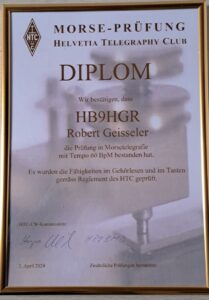 HTC
MORSE-PRÜFUNG
HELVETIA TELEGRAPHY CLUB
DIPLOM
Wir bestätigen, dass
HB9HGR
Robert Geisseler
die Prüfung in Morsetelegrafie
mit Tempo 60 BpM bestanden hat.
Es wurden die Fähigkeiten im Gehörlesen und im Tasten
gemäss Reglement des HTC geprüft.